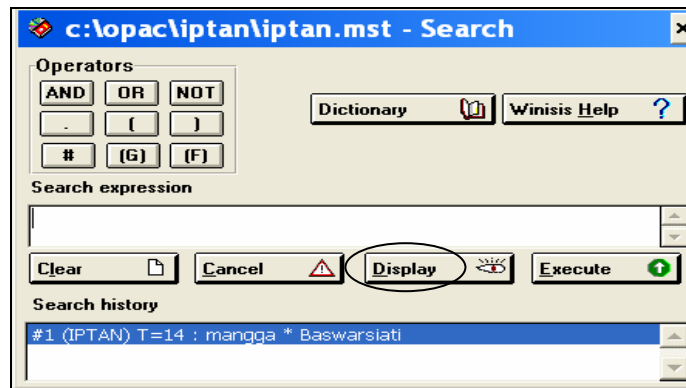 c:\opac\iptan\iptan.mst - Search
Operators
AND OR NOT
. ( )
# (G) (F)
Dictionary Winisis Help ?
Search expression
Clear Cancel Display Execute
Search history
#1 (IPTAN) T=14 : mangga * Baswarsiati